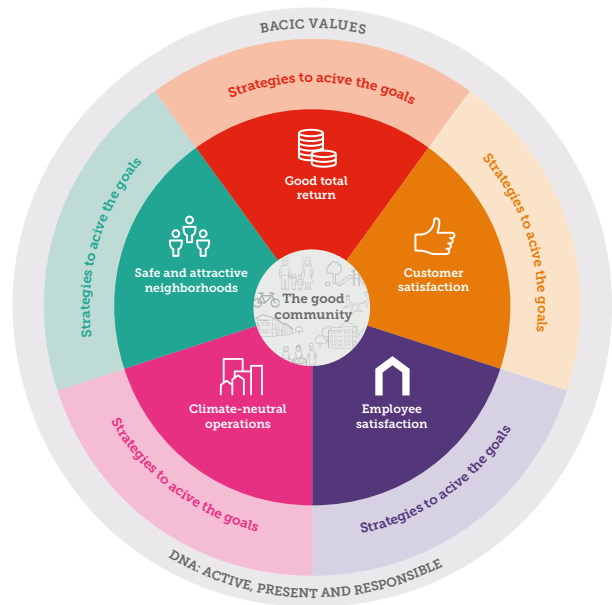 BACIC VALUES
Strategies to acive the goals
Good total
return
Strategies to acive the goals
Customer
satisfaction
Strategies to acive the goals
Safe and attractive
neighborhoods
The good
community
Climate-neutral
operations
Strategies to acive the goals
Employee
satisfaction
Strategies to acive the goals
DNA: ACTIVE, PRESENT AND RESPONSIBLE